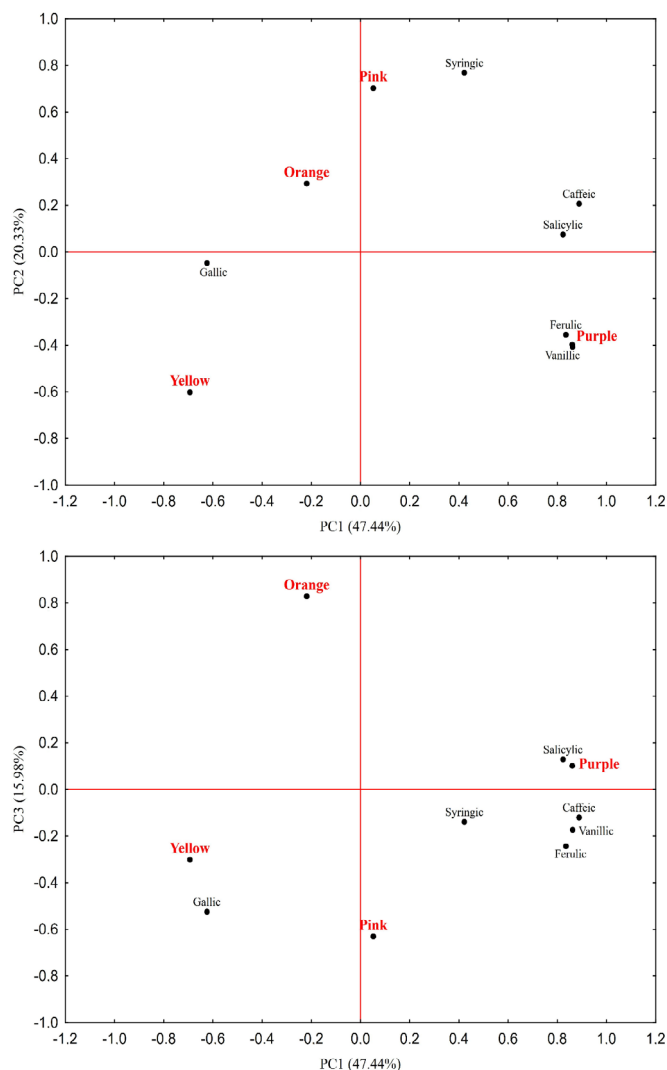 1.0
0.8
0.6
0.4
0.2
0.0
-0.2
-0.4
-0.6
-0.8
-1.0
PC2 (20.33%)
Pink
Syringic
Orange
Caffeic
Salicylic
Gallic
Ferulic
Purple
Vanillic
Yellow
-1.2 -1.0 -0.8 -0.6 -0.4 -0.2 0.0 0.2 0.4 0.6 0.8 1.0 1.2
PC1 (47.44%)
1.0
0.8
0.6
0.4
0.2
0.0
-0.2
-0.4
-0.6
-0.8
-1.0
PC3 (15.98%)
Orange
Salicylic
Purple
Syringic
Caffeic
Vanillic
Ferulic
Yellow
Gallic
Pink
-1.2 -1.0 -0.8 -0.6 -0.4 -0.2 0.0 0.2 0.4 0.6 0.8 1.0 1.2
PC1 (47.44%)